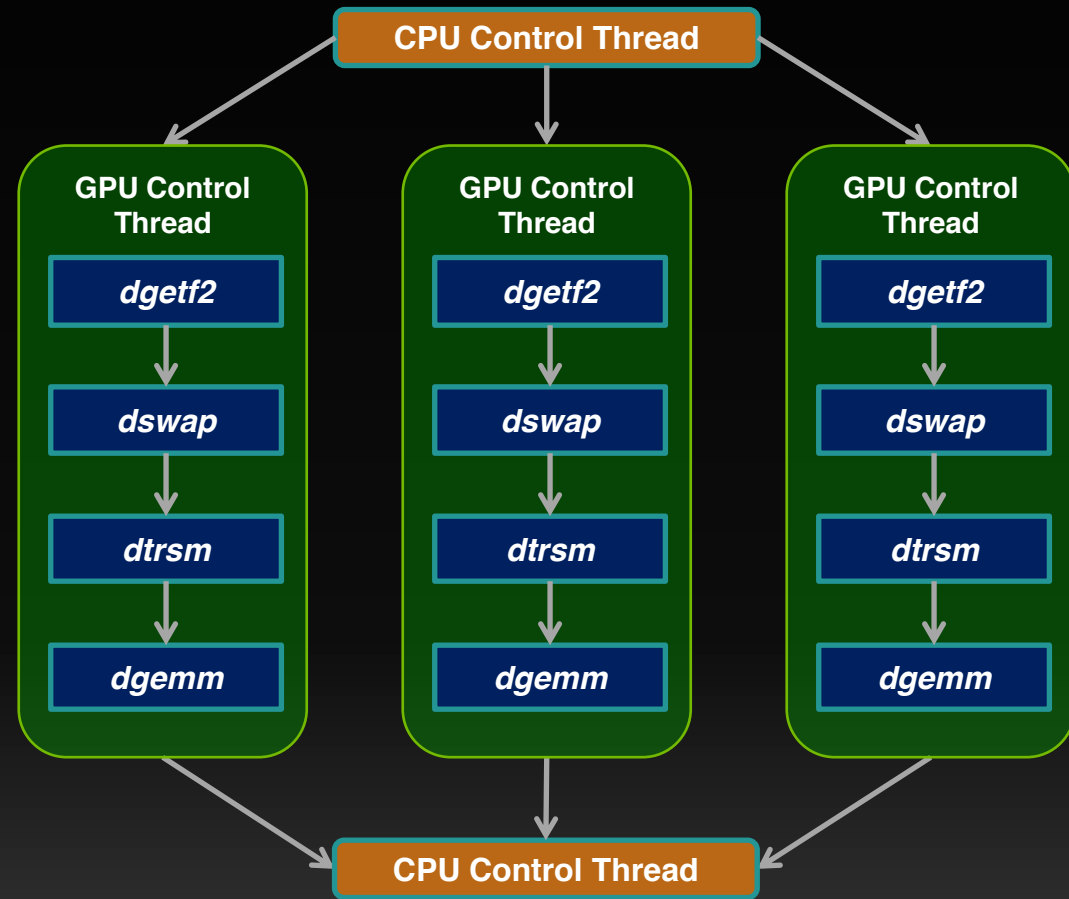 CPU Control Thread
GPU Control
Thread
dgetf2
dswap
dtrsm
dgemm
GPU Control
Thread
dgetf2
dswap
dtrsm
dgemm
GPU Control
Thread
dgetf2
dswap
dtrsm
dgemm
CPU Control Thread